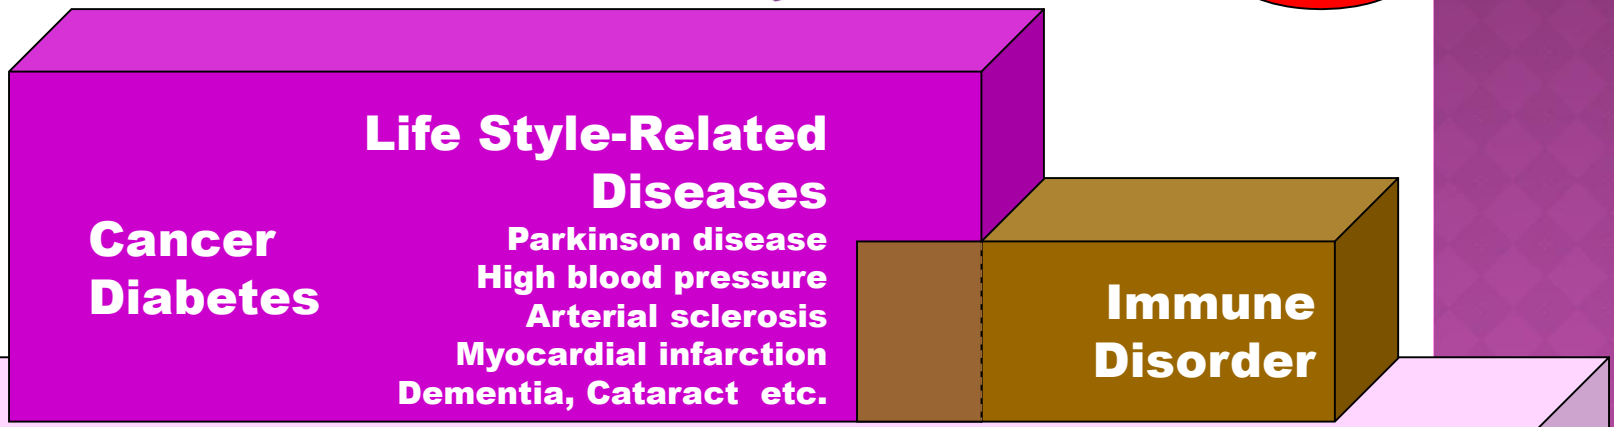 Life Style-Related
Diseases
Cancer
Diabetes
Parkinson disease
High blood pressure
Arterial sclerosis
Myocardial infarction
Dementia, Cataract  etc.
Immune
Disorder